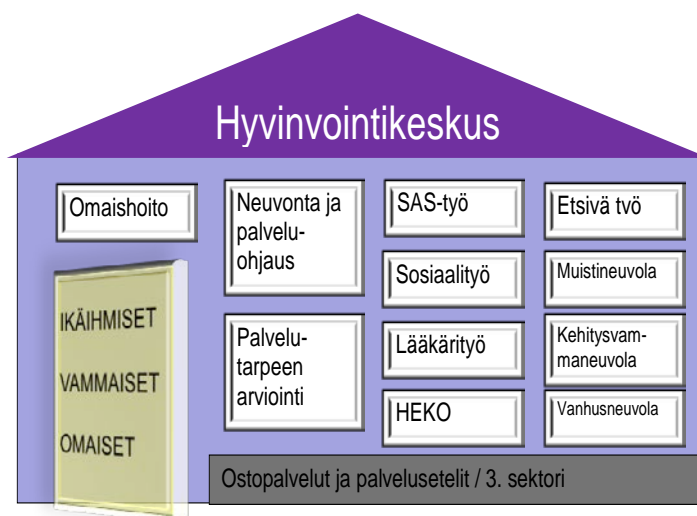 Hyvinvointikeskus
Omaishoito
IKÄIHMISET
VAMMAISET
OMAISET
Neuvonta ja
palvelu-
ohjaus
Palvelu-
tarpeen
arviointi
SAS-työ
Sosiaalityö
Lääkärityö
HEKO
Etsivä tvö
Muistineuvola
Kehitysvam-
maneuvola
Vanhusneuvola
Ostopalvelut ja palvelusetelit / 3. sektori